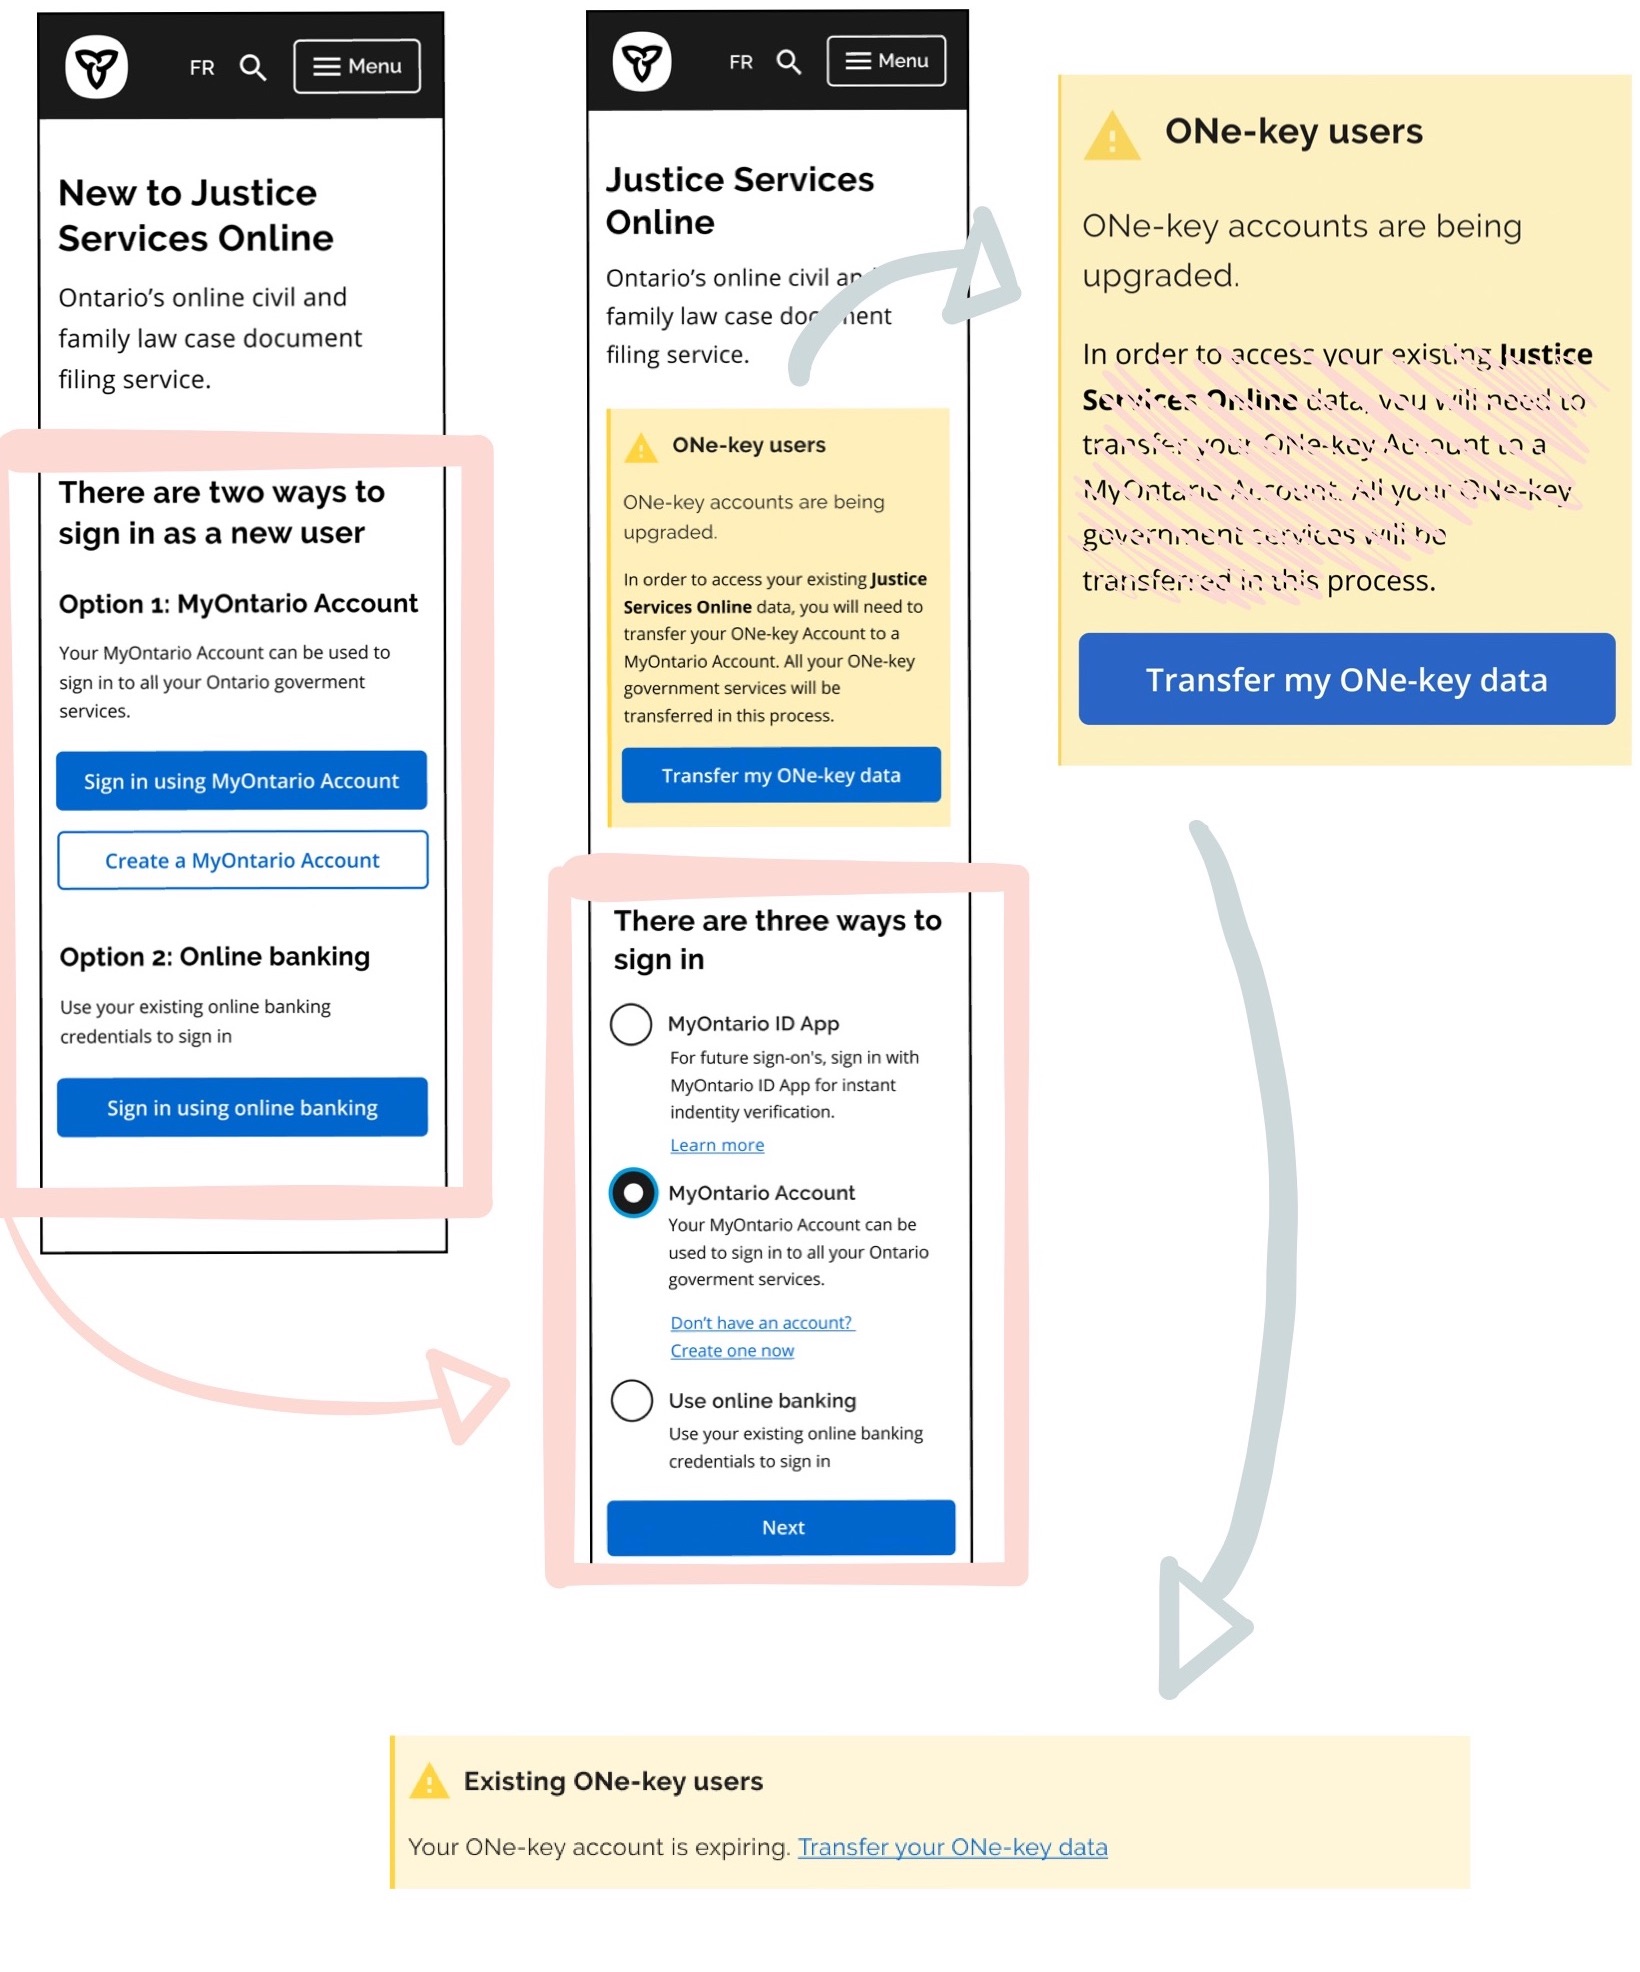 FR
Menu
New to Justice
Services Online
Ontario's online civil and
family law case document
filing service.
There are two ways to
sign in as a new user
Option 1: MyOntario Account
Your MyOntario Account can be used to
sign in to all your Ontario goverment
services.
Sign in using MyOntario Account
Create a MyOntario Account
Option 2: Online banking
Use your existing online banking
credentials to sign in
Sign in using online banking
FR
Menu
Justice Services
Online
Ontario's online civil and
family law case document
filing service.
ONe-key users
ONe-key accounts are being
upgraded.
In order to access your existing Justice
Services Online data, you will need to
transfer your ONe-key Account to a
MyOntario Account. All your ONe-key
government services will be
transferred in this process.
Transfer my ONe-key data
There are three ways to
sign in
MyOntario ID App
For future sign-on's, sign in with
MyOntario ID App for instant
indentity verification.
Learn more
MyOntario Account
Your MyOntario Account can be
used to sign in to all your Ontario
goverment services.
Don't have an account?
Create one now
Use online banking
Use your existing online banking
credentials to sign in
Next
ONe-key users
ONe-key accounts are being
upgraded.
In order to access your existing Justice
Services Online data, you will need to
transfer your ONe-key Account to a
MyOntario Account. All your ONe-key
government services will be
transferred in this process.
Transfer my ONe-key data
Existing ONe-key users
Your ONe-key account is expiring. Transfer your ONe-key data